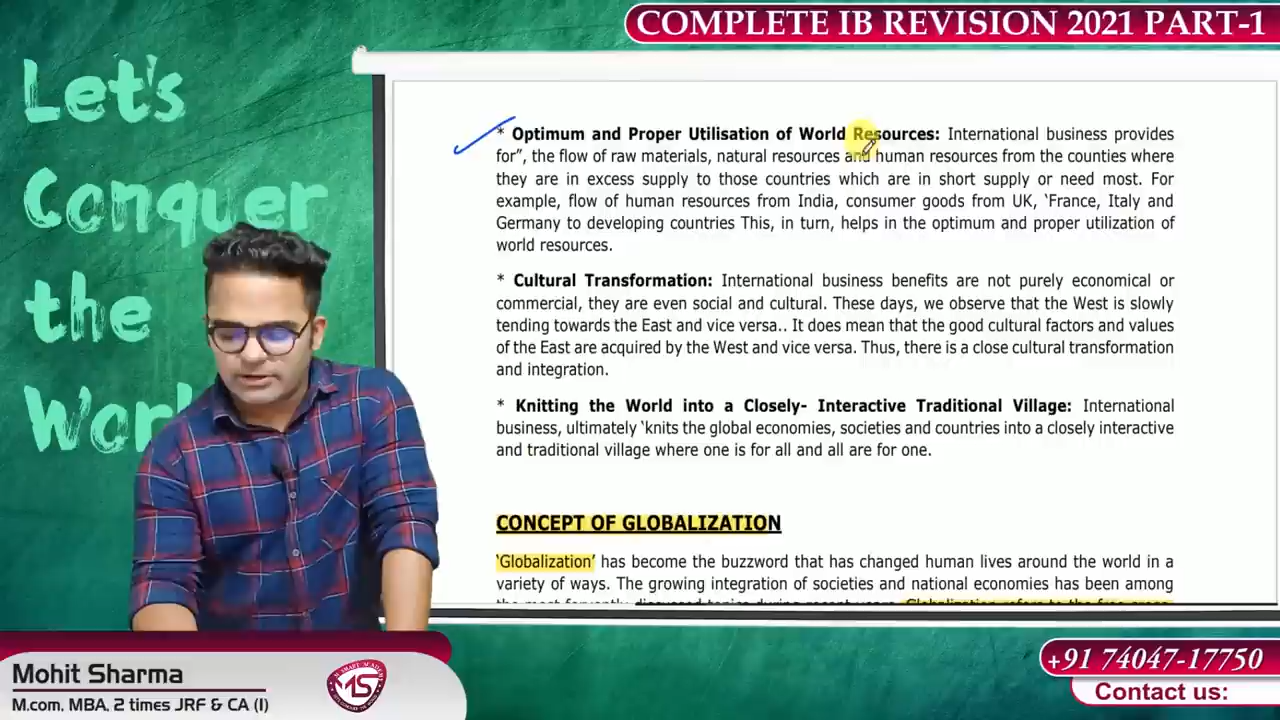 COMPLETE IB REVISION 2021 PART-1
Let's
Conquer
the
* Optimum and Proper Utilisation of World Resources: International business provides
for”, the flow of raw materials, natural resources and human resources from the counties where
they are in excess supply to those countries which are in short supply or need most. For
example, flow of human resources from India, consumer goods from UK, ‘France, Italy and
Germany to developing countries This, in turn, helps in the optimum and proper utilization of
world resources.
* Cultural Transformation: International business benefits are not purely economical or
commercial, they are even social and cultural. These days, we observe that the West is slowly
tending towards the East and vice versa.. It does mean that the good cultural factors and values
of the East are acquired by the West and vice versa. Thus, there is a close cultural transformation
and integration.
* Knitting the World into a Closely- Interactive Traditional Village: International
business, ultimately ‘knits the global economies, societies and countries into a closely interactive
and traditional village where one is for all and all are for one.
CONCEPT OF GLOBALIZATION
‘Globalization’ has become the buzzword that has changed human lives around the world in a
variety of ways. The growing integration of societies and national economies has been among
Mohit Sharma
M.com, MBA, 2 times JRF & CA (I)
MS
+91 74047-17750
Contact us: